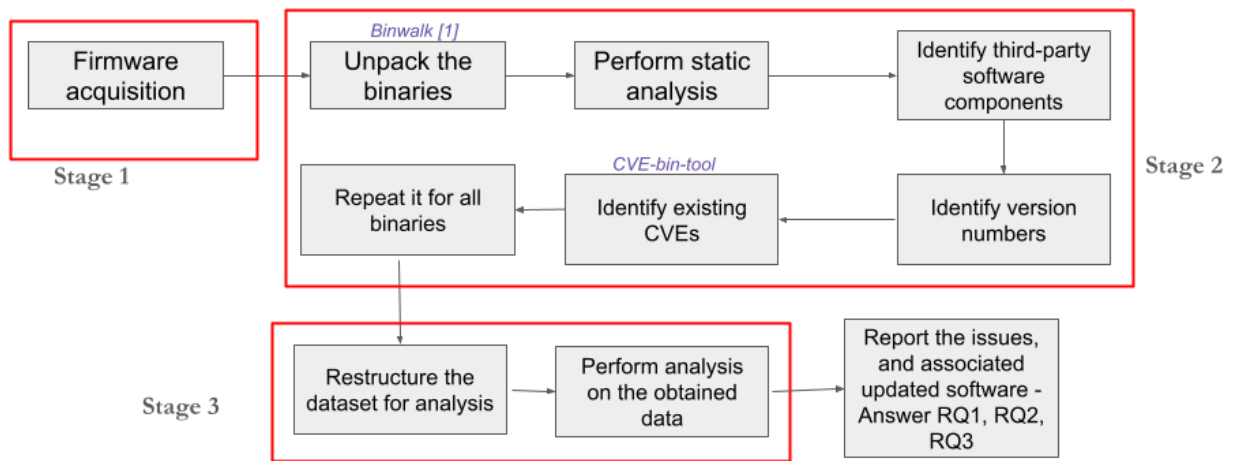 Firmware
acquisition
Stage 1
Binwalk [1]
Unpack the
binaries
Perform static
analysis
Identify third-party
software
components
Stage 2
Identify version
numbers
CVE-bin-tool
Identify existing
CVEs
Repeat it for all
binaries
Stage 3
Restructure the
dataset for analysis
Perform analysis
on the obtained
data
Report the issues,
and associated
updated software -
Answer RQ1, RQ2,
RQ3